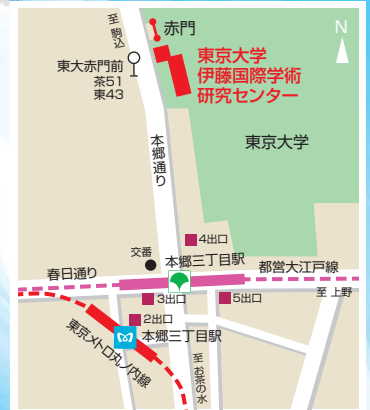 至 駒込
赤門
N
東大赤門前
茶51
東43
東京大学
伊藤国際学術
研究センター
東京大学
本郷通り
4出口
交番
本郷三丁目駅
春日通り
都営大江戸線
3出口
5出口
至 上野
2出口
本郷三丁目駅
東京メトロ丸ノ内線
至 お茶の水